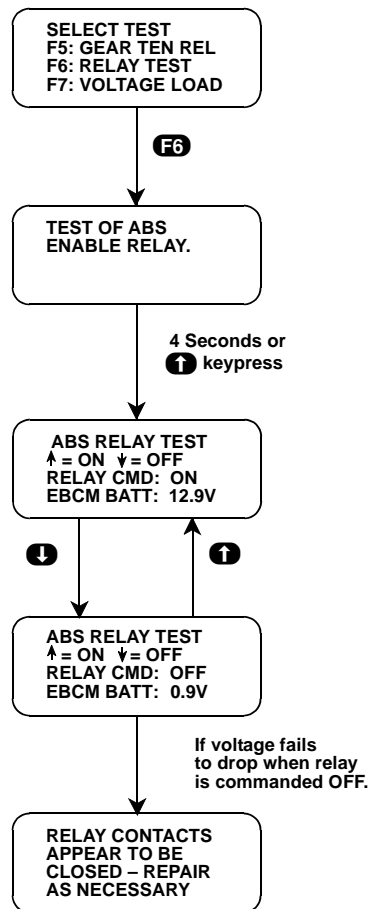 SELECT TEST
F5: GEAR TEN REL
F6: RELAY TEST
F7: VOLTAGE LOAD
F6
TEST OF ABS
ENABLE RELAY.
4 Seconds or
⬆ keypress
ABS RELAY TEST
↑ = ON ↓ = OFF
RELAY CMD: ON
EBCM BATT: 12.9V
⬇ ⬆
ABS RELAY TEST
↑ = ON ↓ = OFF
RELAY CMD: OFF
EBCM BATT: 0.9V
If voltage fails
to drop when relay
is commanded OFF.
RELAY CONTACTS
APPEAR TO BE
CLOSED – REPAIR
AS NECESSARY